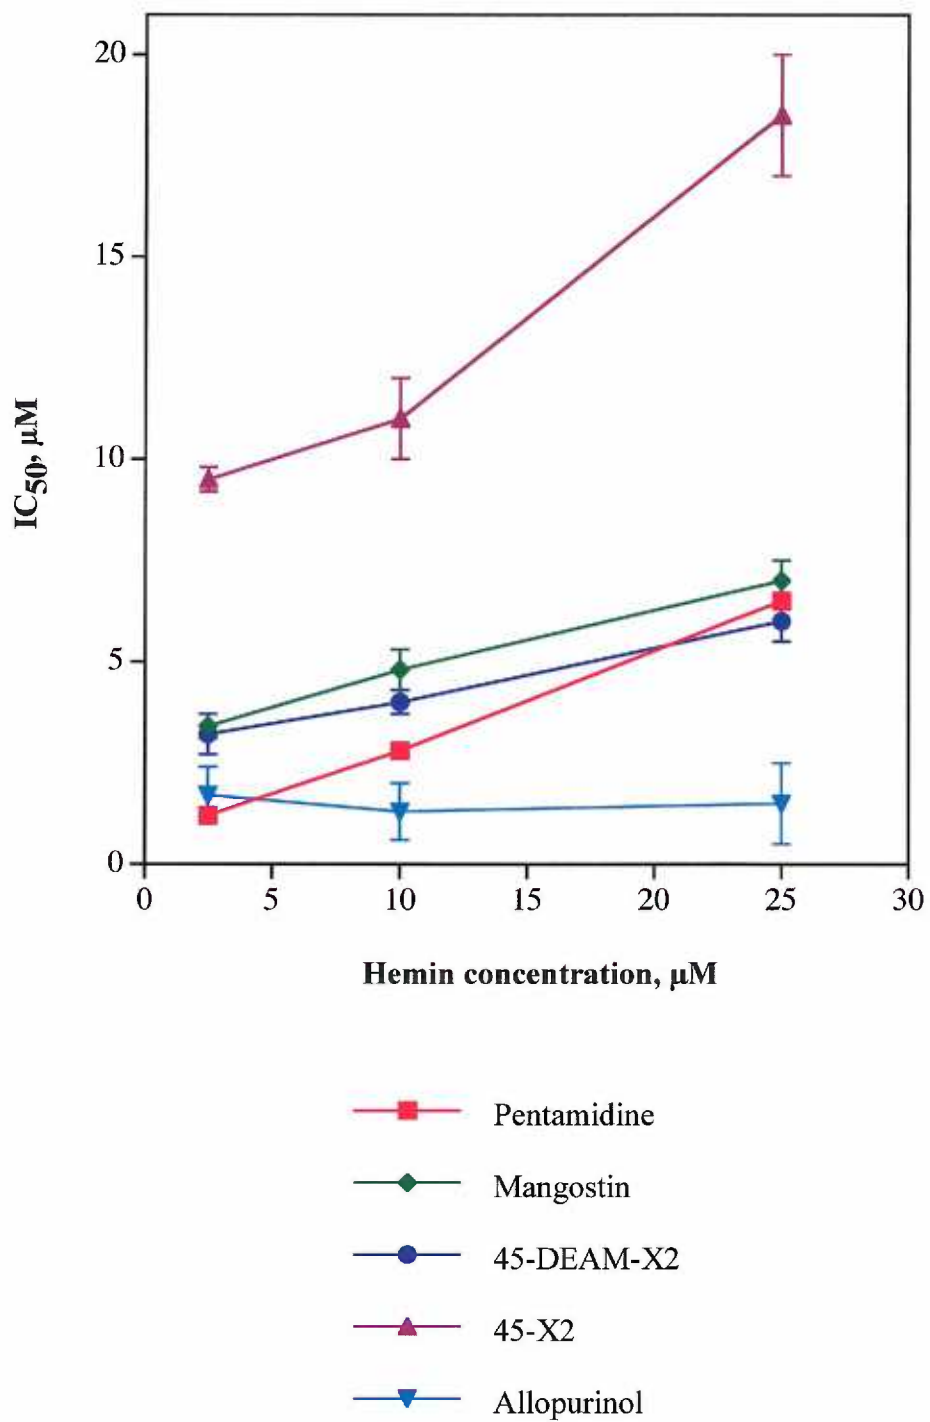 20
15
10
5
0
IC50, μM
0 5 10 15 20 25 30
Hemin concentration, μM
Pentamidine
Mangostin
45-DEAM-X2
45-X2
Allopurinol